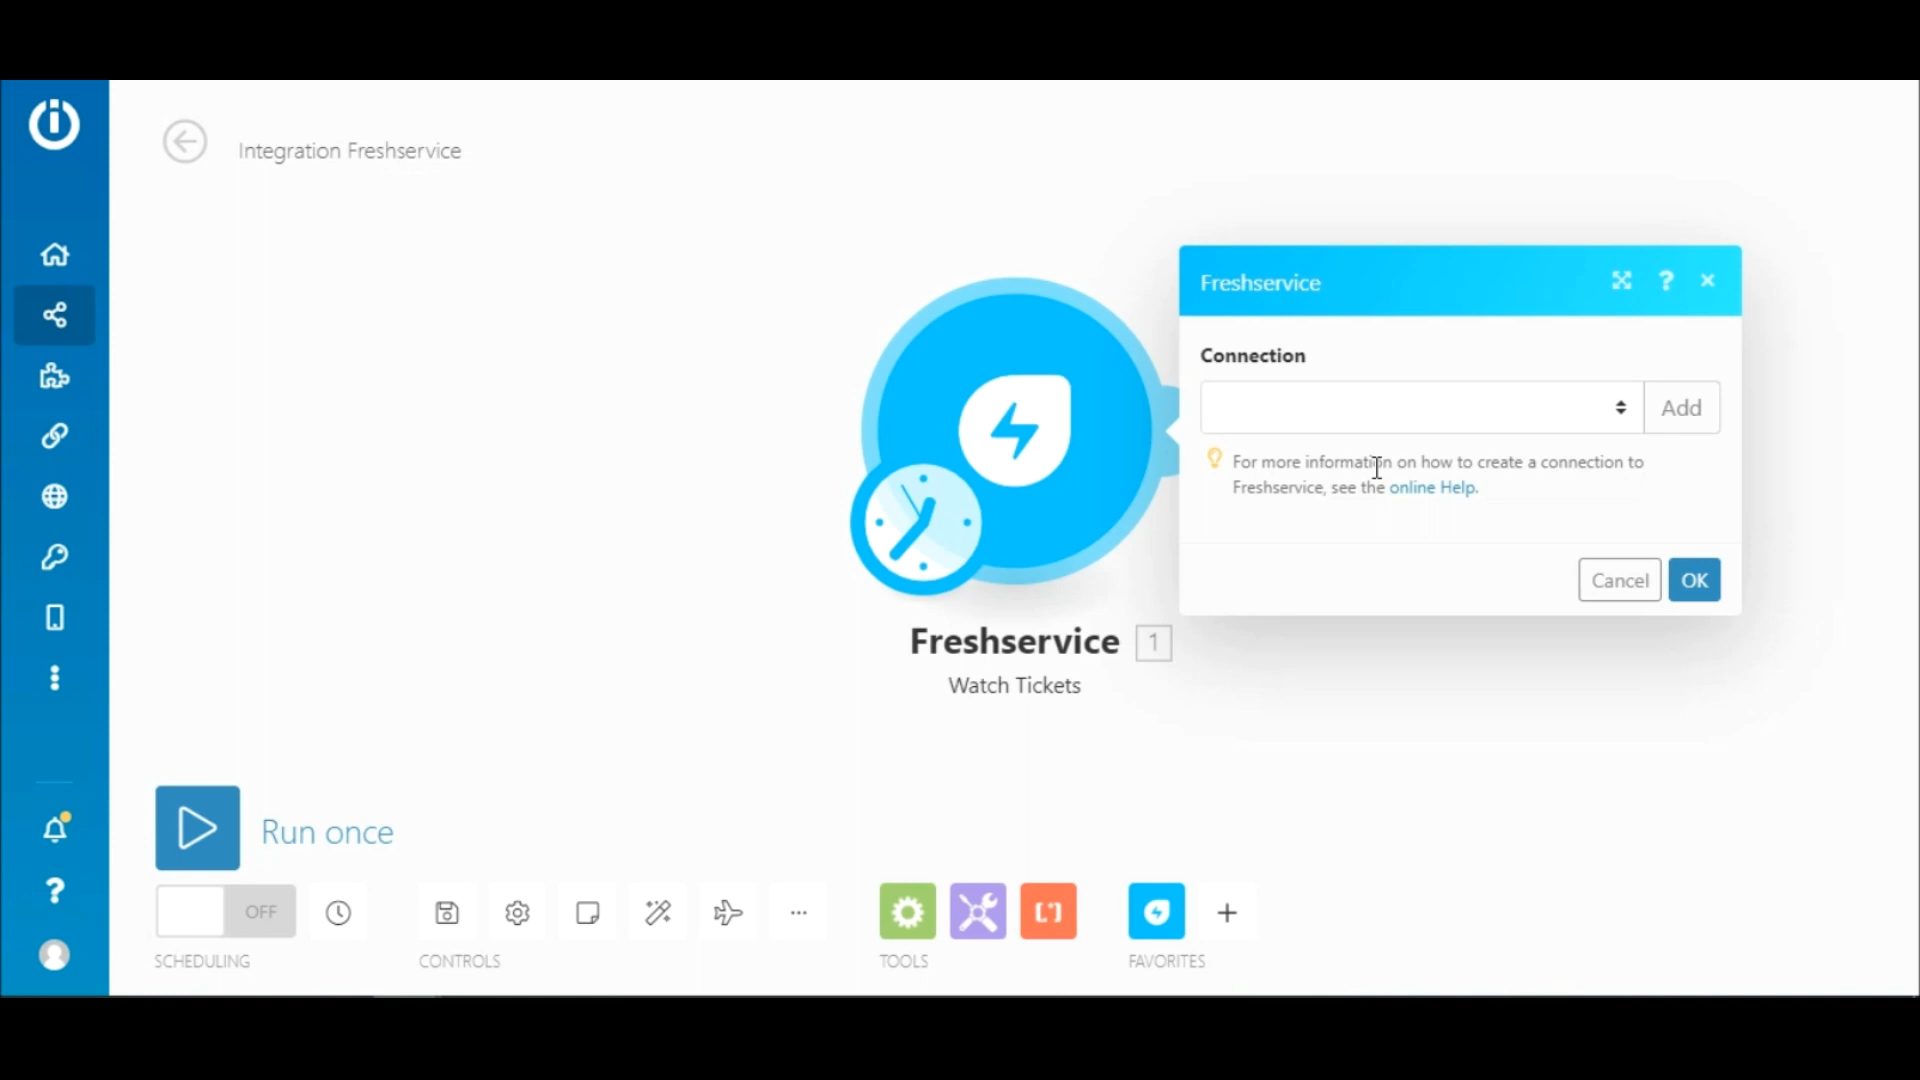 Integration Freshservice
Freshservice
?
Connection
Add
For more information on how to create a connection to
Freshservice, see the online Help.
Cancel
OK
Freshservice 1
Watch Tickets
Run once
OFF
SCHEDULING
CONTROLS
TOOLS
FAVORITES